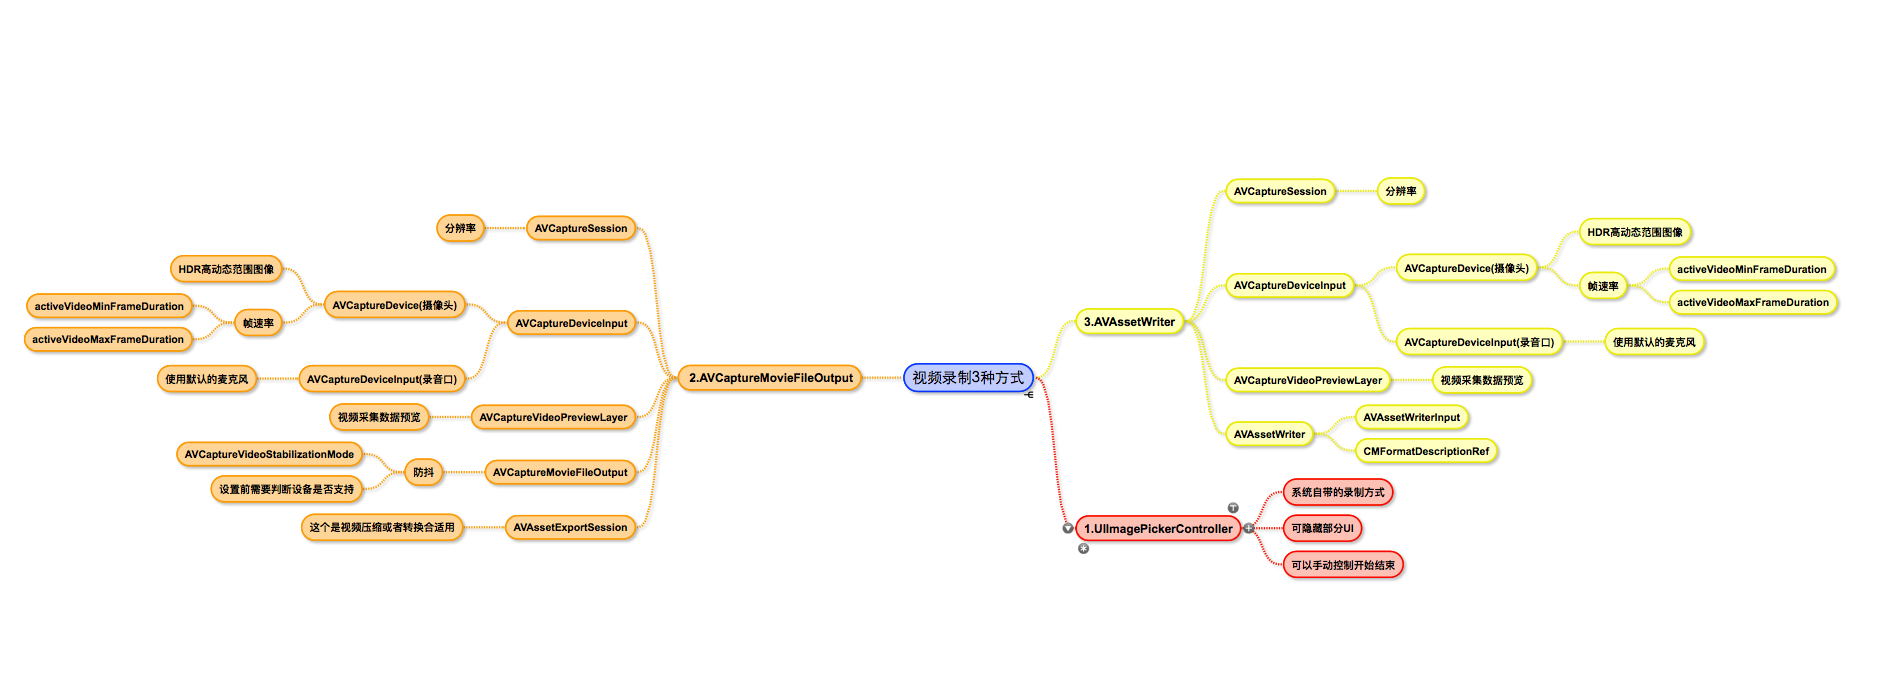 视频录制3种方式
1.UIImagePickerController
系统自带的录制方式
可隐藏部分UI
可以手动控制开始结束
2.AVCaptureMovieFileOutput
AVCaptureSession
分辨率
AVCaptureDeviceInput
AVCaptureDevice(摄像头)
HDR高动态范围图像
帧速率
activeVideoMinFrameDuration
activeVideoMaxFrameDuration
AVCaptureDeviceInput(录音口)
使用默认的麦克风
AVCaptureVideoPreviewLayer
视频采集数据预览
AVCaptureMovieFileOutput
防抖
AVCaptureVideoStabilizationMode
设置前需要判断设备是否支持
AVAssetExportSession
这个是视频压缩或者转换合适用
3.AVAssetWriter
AVCaptureSession
分辨率
AVCaptureDeviceInput
AVCaptureDevice(摄像头)
HDR高动态范围图像
帧速率
activeVideoMinFrameDuration
activeVideoMaxFrameDuration
AVCaptureDeviceInput(录音口)
使用默认的麦克风
AVCaptureVideoPreviewLayer
视频采集数据预览
AVAssetWriter
AVAssetWriterInput
CMFormatDescriptionRef